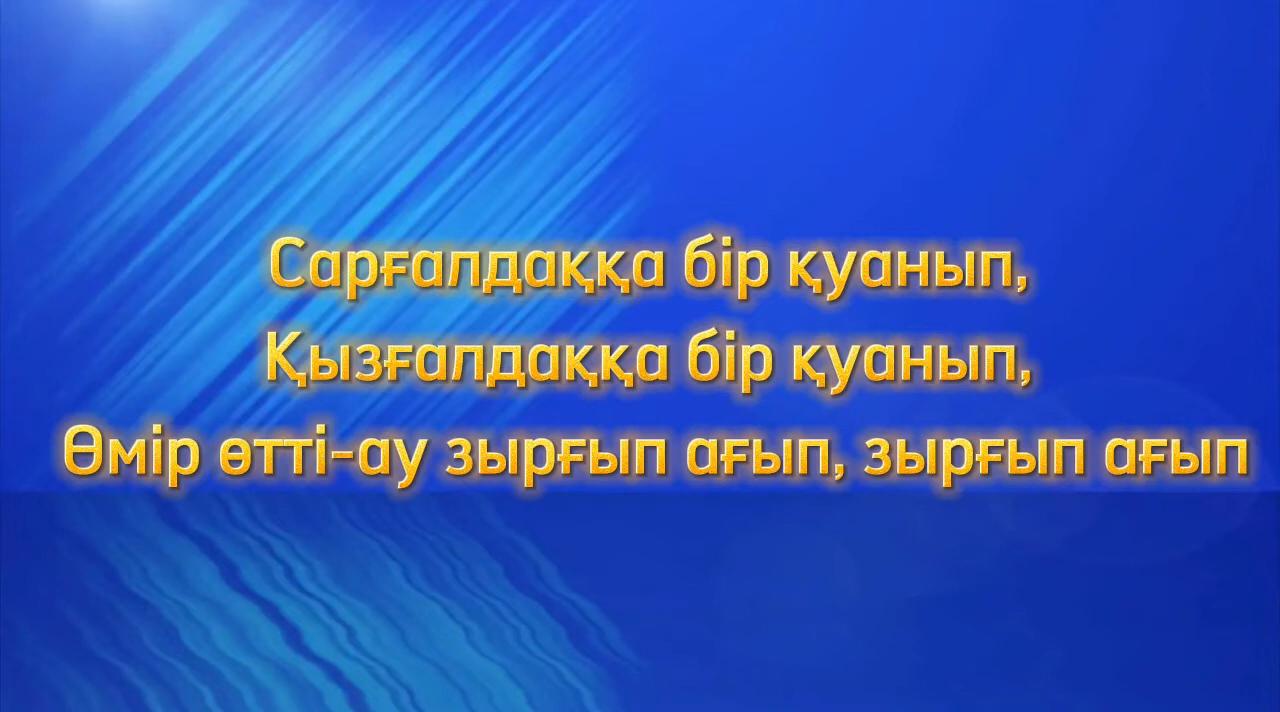 Сарғалдаққа бір қуанып,
Қызғалдаққа бір қуанып,
Өмір өтті-ау зырғып ағып, зырғып ағып